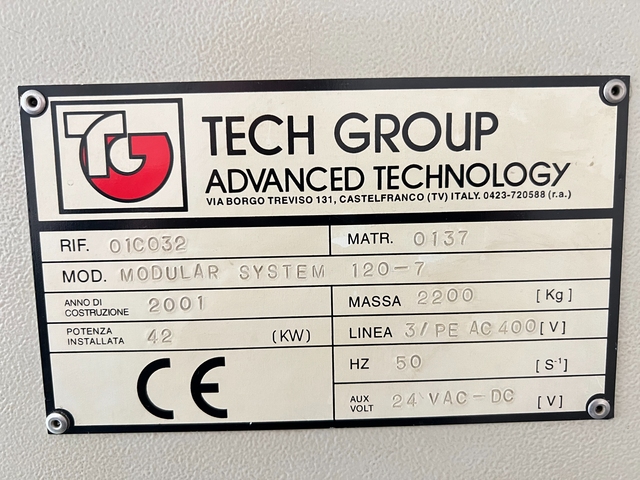 TG
TECH GROUP
ADVANCED TECHNOLOGY
VIA BORGO TREVISO 131, CASTELFRANCO (TV) ITALY. 0423-720588 (r.a.)
RIF. 01C032
MATR. 0137
MOD. MODULAR SYSTEM 120-7
ANNO DI
COSTRUZIONE 2001
MASSA 2200 [Kg]
POTENZA
INSTALLATA 42 (KW)
LINEA 3/PE AC 400 [V]
HZ 50 [S-1]
CE
AUX
VOLT 24 VAC-DC [V]